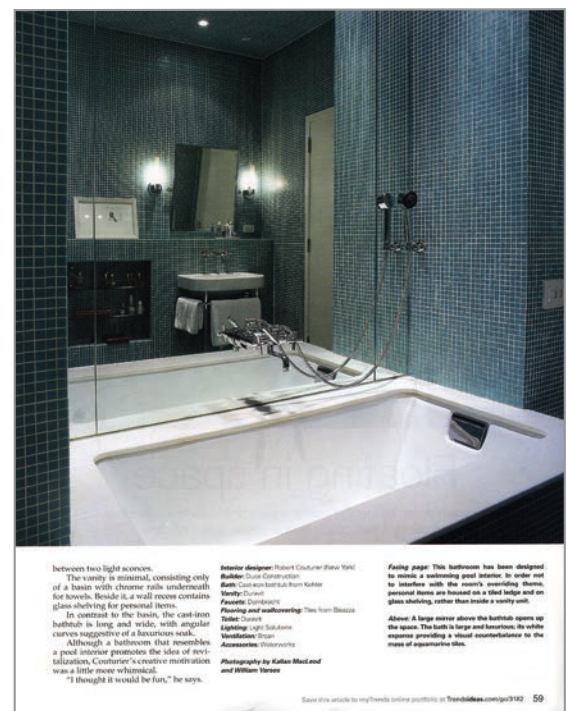 between two light sconces.
The vanity is minimal, consisting only
of a basin with chrome rails underneath
for towels. Beside it, a wall recess contains
glass shelving for personal items.
In contrast to the basin, the cast-iron
bathtub is long and wide, with angular
curves suggestive of a luxurious soak.
Although a bathroom that resembles
a pool interior promotes the idea of revi-
talization, Couturier's creative motivation
was a little more whimsical.
"I thought it would be fun," he says.
Interior designer: Robert Couturier (New York)
Builder: Duce Construction
Bath: Cast-iron bathtub from Kohler
Vanity: Duravit
Faucets: Dornbracht
Flooring and wallcovering: Tiles from Bisazza
Toilet: Duravit
Lighting: Light Solutions
Ventilation: Broan
Accessories: Waterworks
Photography by Kallan MacLeod
and William Varsos
Facing page: This bathroom has been designed
to mimic a swimming pool interior. In order not
to interfere with the room's overriding theme,
personal items are housed on a tiled ledge and on
glass shelving, rather than inside a vanity unit.
Above: A large mirror above the bathtub opens up
the space. The bath is large and luxurious; its white
expanse providing a visual counterbalance to the
mass of aquamarine tiles.
Save this article to myTrends online portfolio at Trendsideas.com/go/3182 59